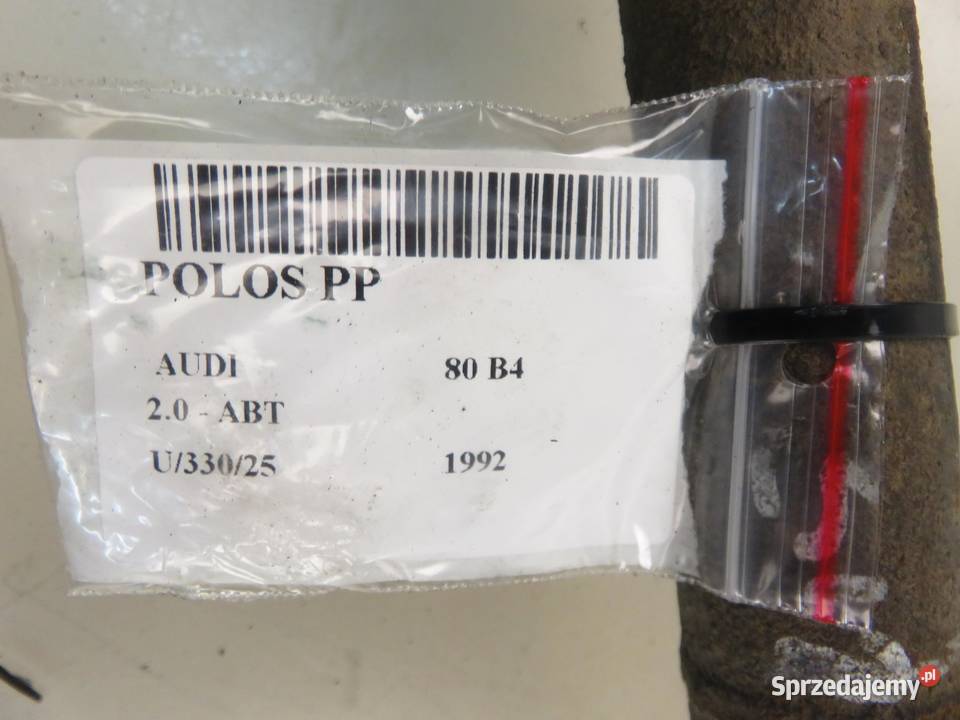 POLOS PP
AUDI 80 B4
2.0 - ABT
U/330/25 1992
Sprzedajemy.pl